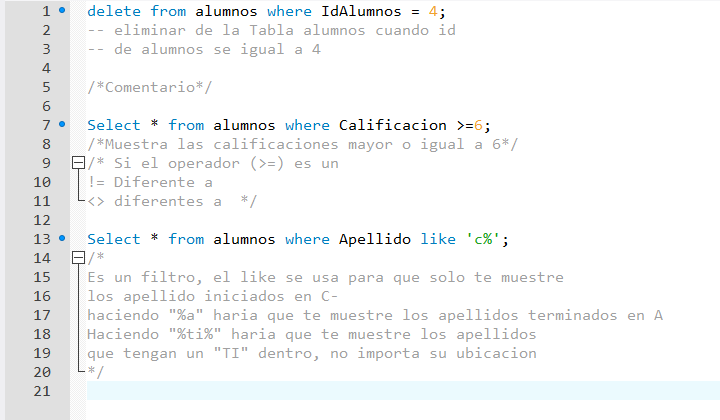 1 delete from alumnos where IdAlumnos = 4;
2 -- eliminar de la Tabla alumnos cuando id
3 -- de alumnos se igual a 4
4
5 /*Comentario*/
6
7 Select * from alumnos where Calificacion >=6;
8 /*Muestra las calificaciones mayor o igual a 6*/
9 /* Si el operador (>=) es un
10 != Diferente a
11 <> diferentes a  */
12
13 Select * from alumnos where Apellido like 'c%';
14 /*
15 Es un filtro, el like se usa para que solo te muestre
16 los apellido iniciados en C-
17 haciendo "%a" haria que te muestre los apellidos terminados en A
18 Haciendo "%ti%" haria que te muestre los apellidos
19 que tengan un "TI" dentro, no importa su ubicacion
20 */
21